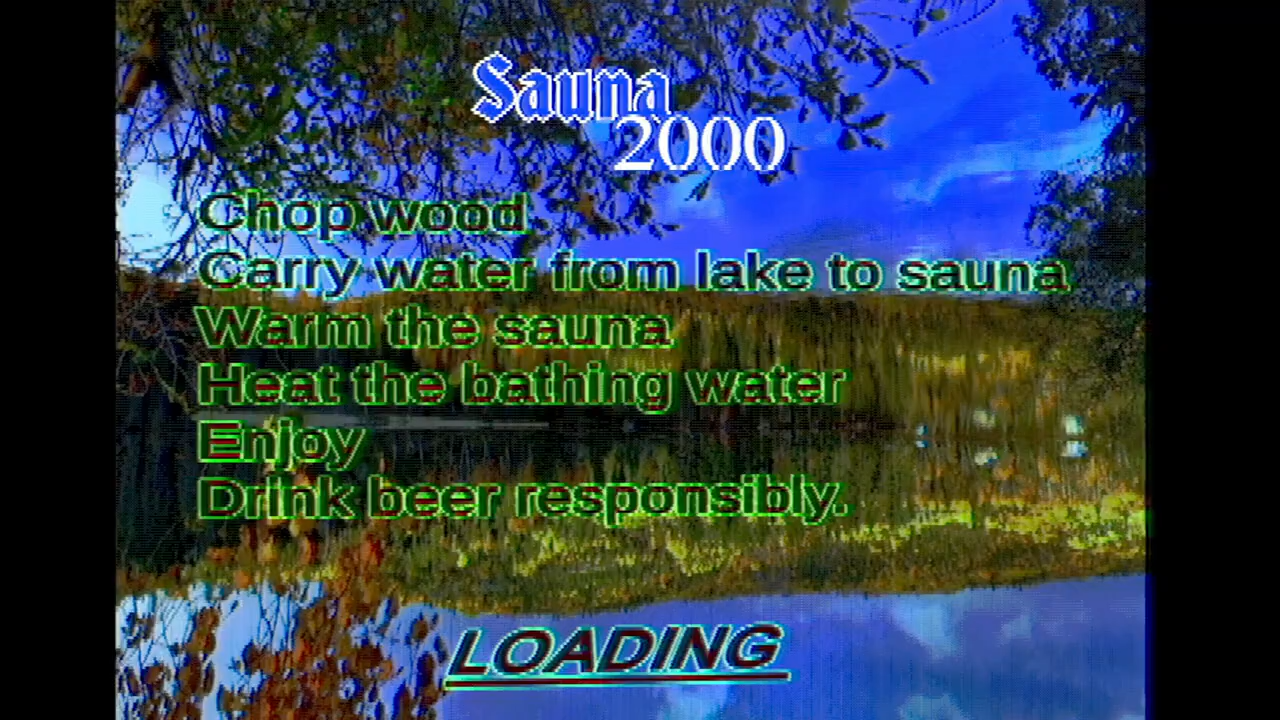 Sauna
2000
Chop wood
Carry water from lake to sauna
Warm the sauna
Heat the bathing water
Enjoy
Drink beer responsibly.
LOADING